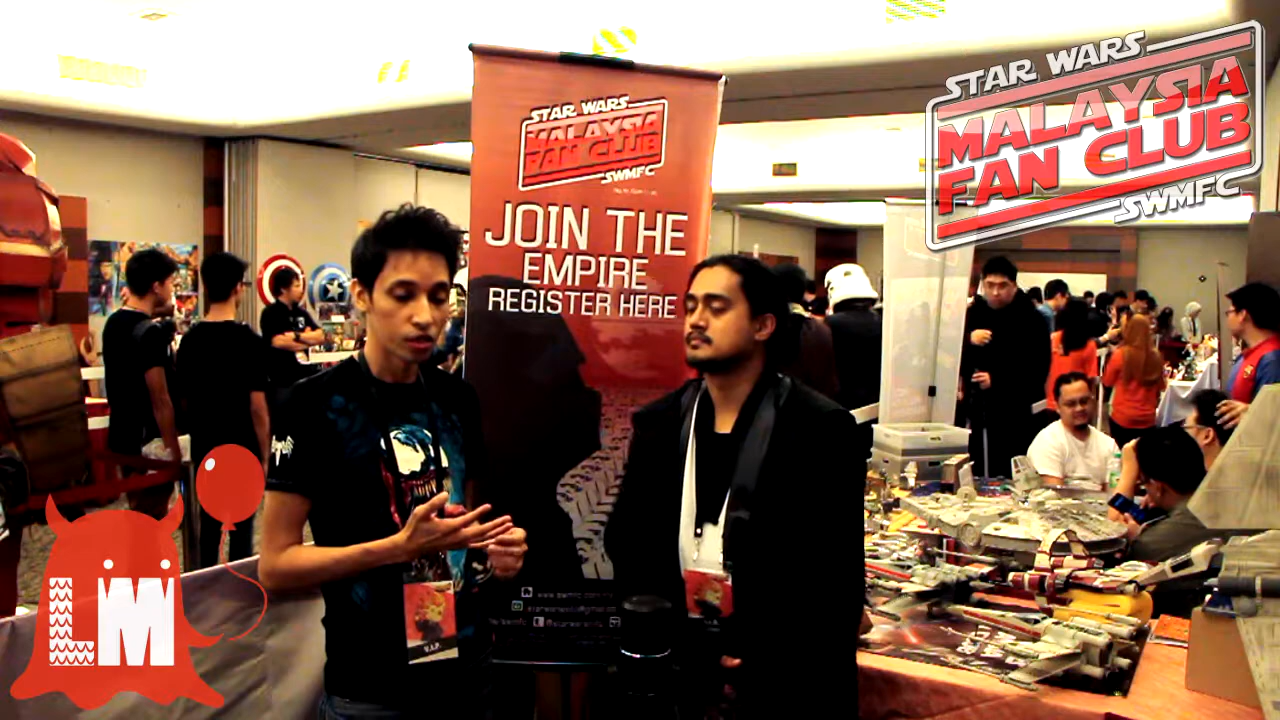 STAR WARS
MALAYSIA
FAN CLUB
SWMFC
STAR WARS
MALAYSIA
FAN CLUB
SWMFC
JOIN THE
EMPIRE
REGISTER HERE
LM
V.I.P.